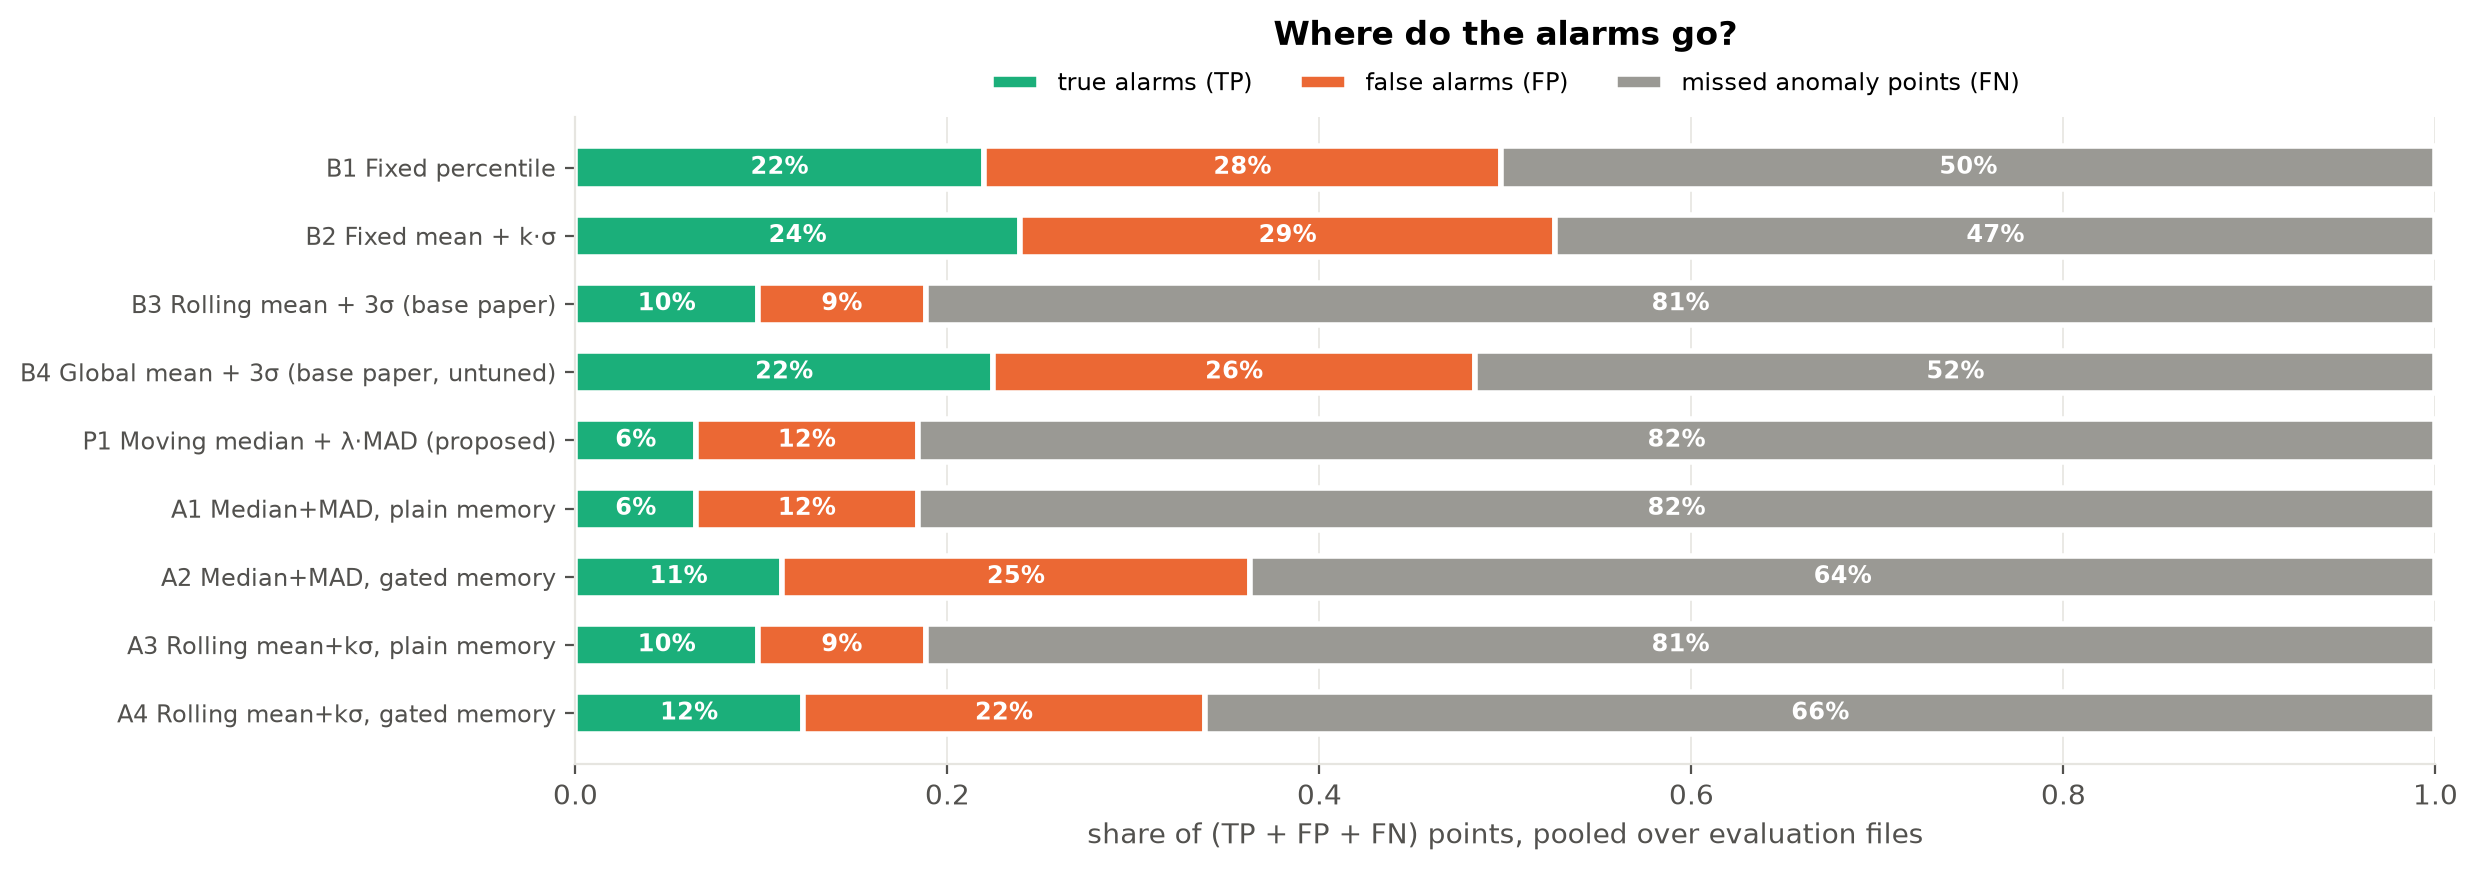 Where do the alarms go?
true alarms (TP) false alarms (FP) missed anomaly points (FN)
B1 Fixed percentile 22% 28% 50%
B2 Fixed mean + k·σ 24% 29% 47%
B3 Rolling mean + 3σ (base paper) 10% 9% 81%
B4 Global mean + 3σ (base paper, untuned) 22% 26% 52%
P1 Moving median + λ·MAD (proposed) 6% 12% 82%
A1 Median+MAD, plain memory 6% 12% 82%
A2 Median+MAD, gated memory 11% 25% 64%
A3 Rolling mean+kσ, plain memory 10% 9% 81%
A4 Rolling mean+kσ, gated memory 12% 22% 66%
0.0 0.2 0.4 0.6 0.8 1.0
share of (TP + FP + FN) points, pooled over evaluation files